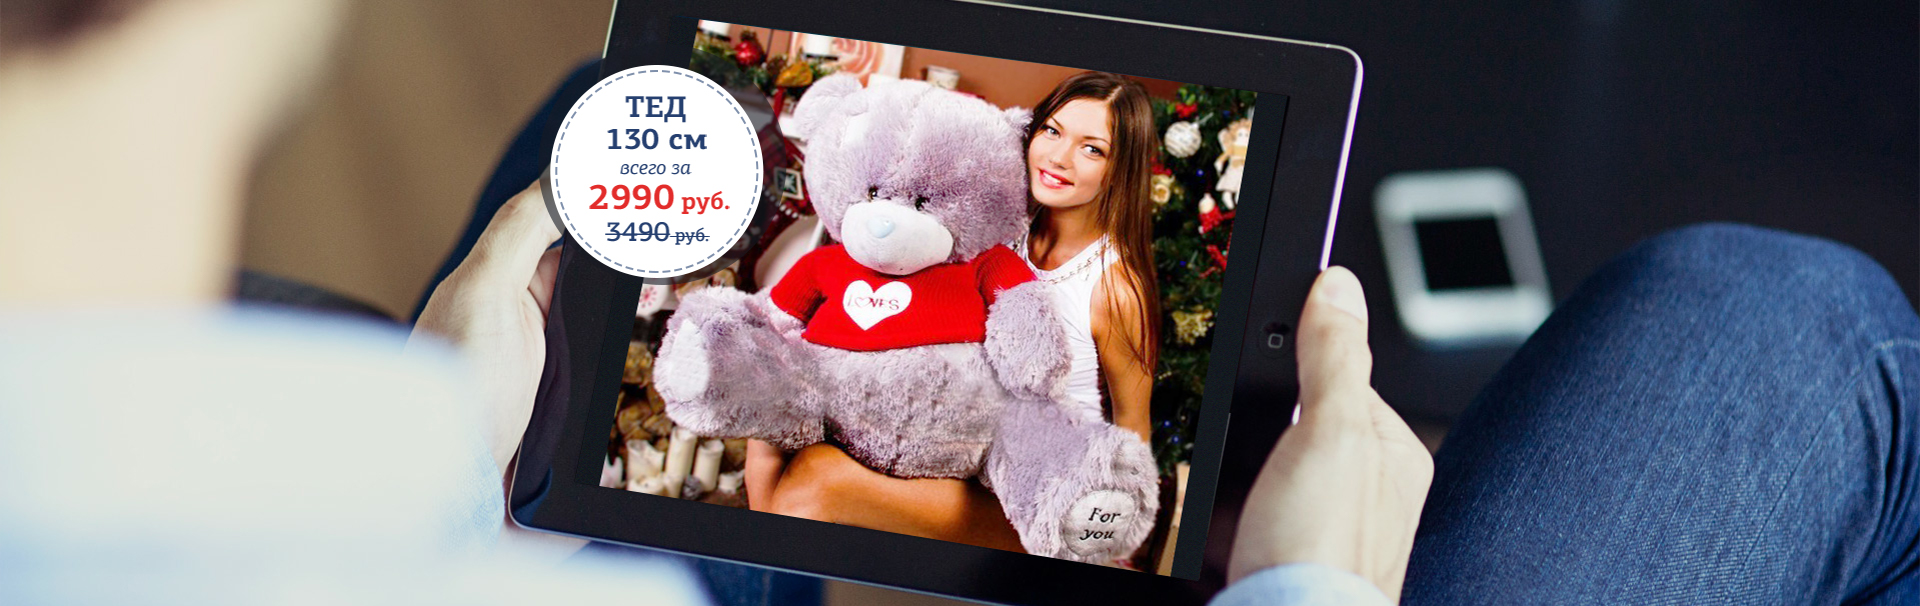 ТЕД
130 см
всего за
2990 руб.
3490 руб.
LOVES
For
you